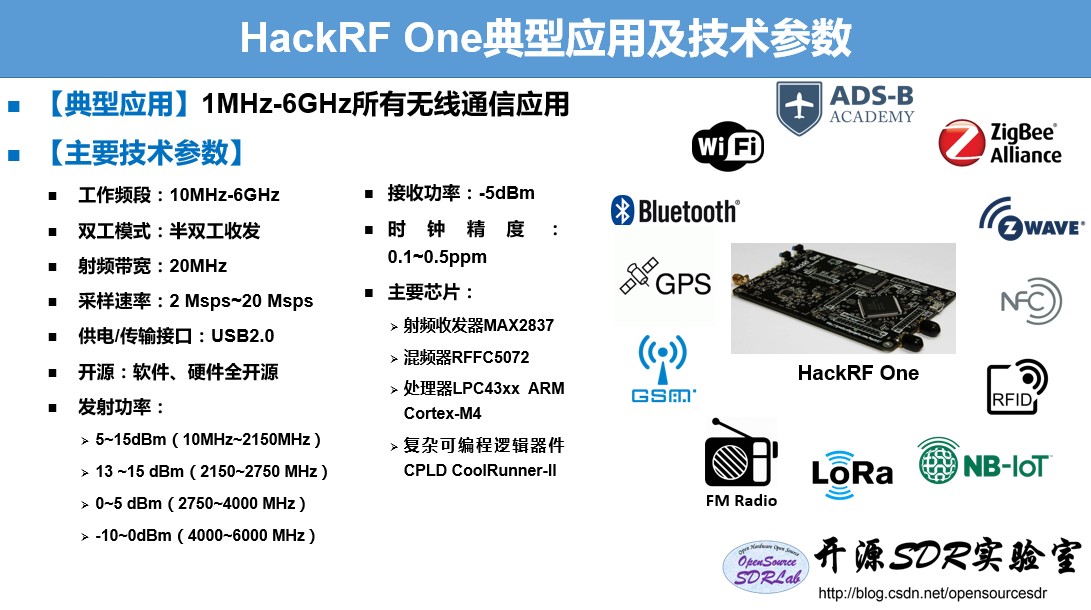 HackRF One典型应用及技术参数
【典型应用】1MHz-6GHz所有无线通信应用
【主要技术参数】
工作频段：10MHz-6GHz
双工模式：半双工收发
射频带宽：20MHz
采样速率：2 Msps~20 Msps
供电/传输接口：USB2.0
开源：软件、硬件全开源
发射功率：
5~15dBm（10MHz~2150MHz）
13 ~15 dBm（2150~2750 MHz）
0~5 dBm（2750~4000 MHz）
-10~0dBm（4000~6000 MHz）
接收功率：-5dBm
时钟精度：
0.1~0.5ppm
主要芯片：
射频收发器MAX2837
混频器RFFC5072
处理器LPC43xx ARM
Cortex-M4
复杂可编程逻辑器件
CPLD CoolRunner-II
ADS-B
ACADEMY
WiFi
ZigBee®
Alliance
Bluetooth®
Z WAVE®
GPS
NFC
GSM
HackRF One
RFID
FM Radio
LoRa
NB-IoT
Open Hardware Open Source
OpenSource
SDRLab
开源SDR实验室
http://blog.csdn.net/opensourcesdr